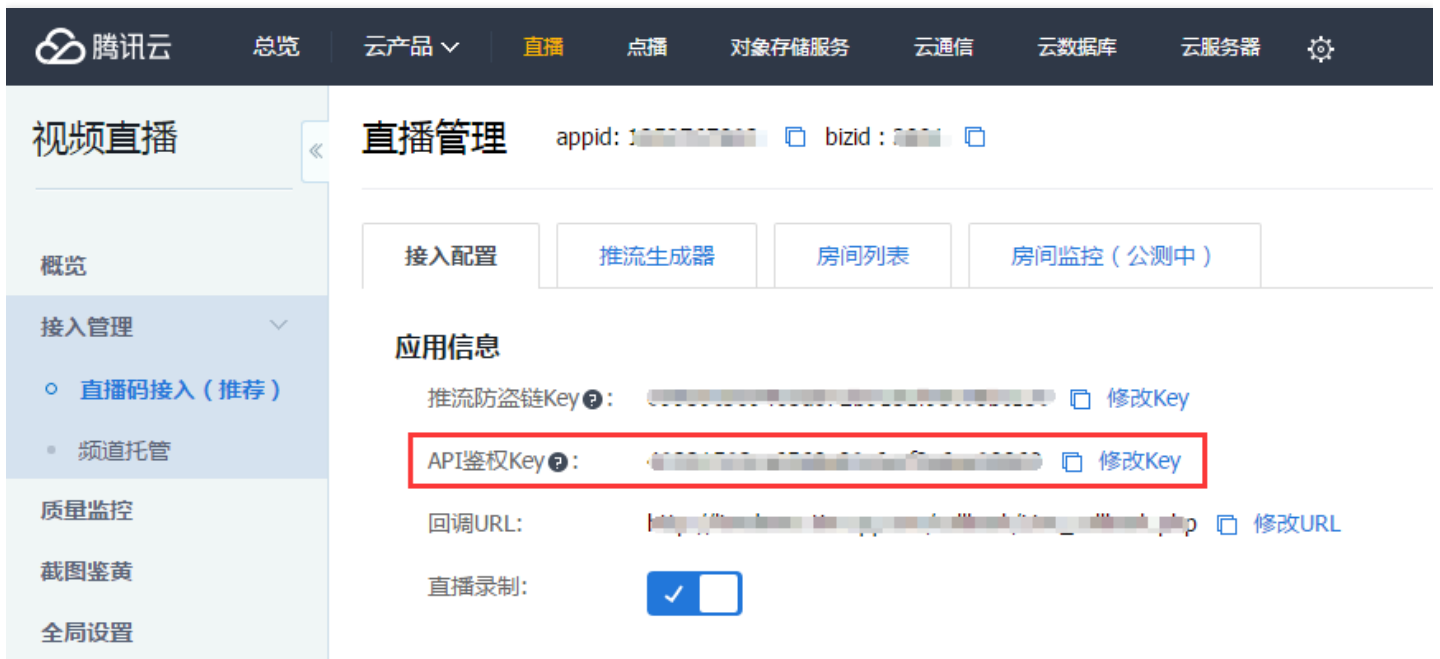 腾讯云 总览 云产品 直播 点播 对象存储服务 云通信 云数据库 云服务器
视频直播
直播管理 appid: bizid :
接入配置 推流生成器 房间列表 房间监控（公测中）
概览
接入管理
直播码接入（推荐）
频道托管
质量监控
截图鉴黄
全局设置
应用信息
推流防盗链Key?: 修改Key
API鉴权Key?: 修改Key
回调URL: 修改URL
直播录制: